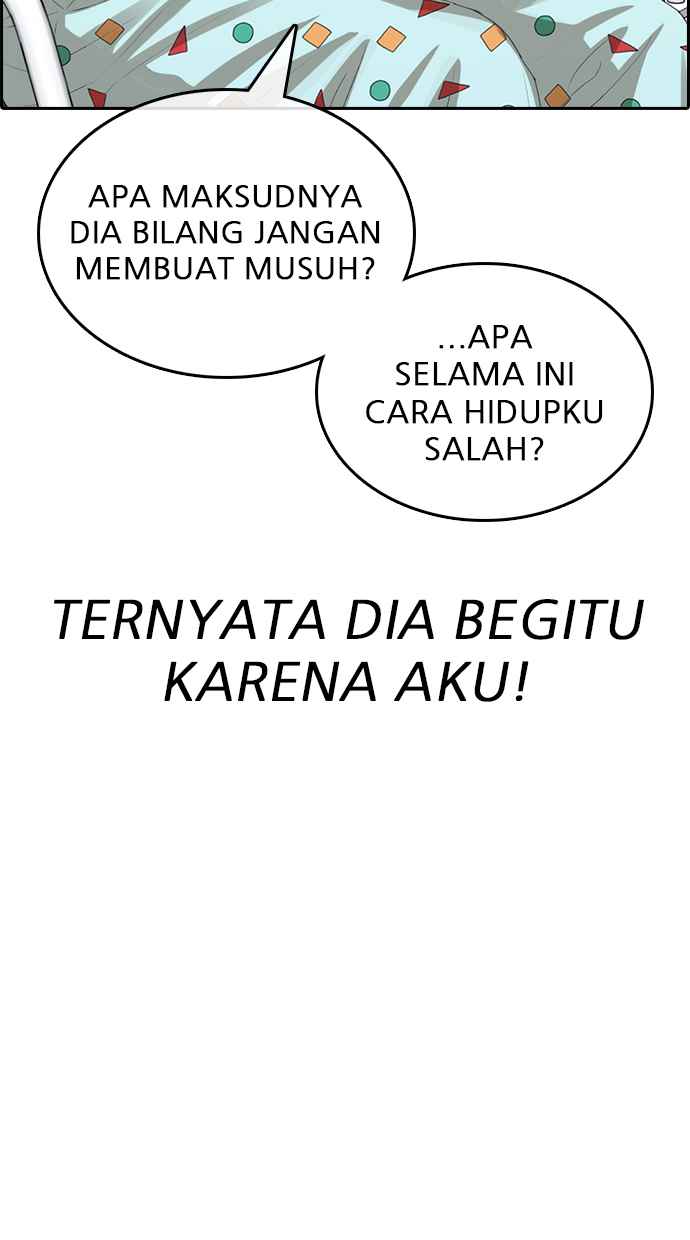 APA MAKSUDNYA
DIA BILANG JANGAN
MEMBUAT MUSUH?
...APA
SELAMA INI
CARA HIDUPKU
SALAH?
TERNYATA DIA BEGITU
KARENA AKU!